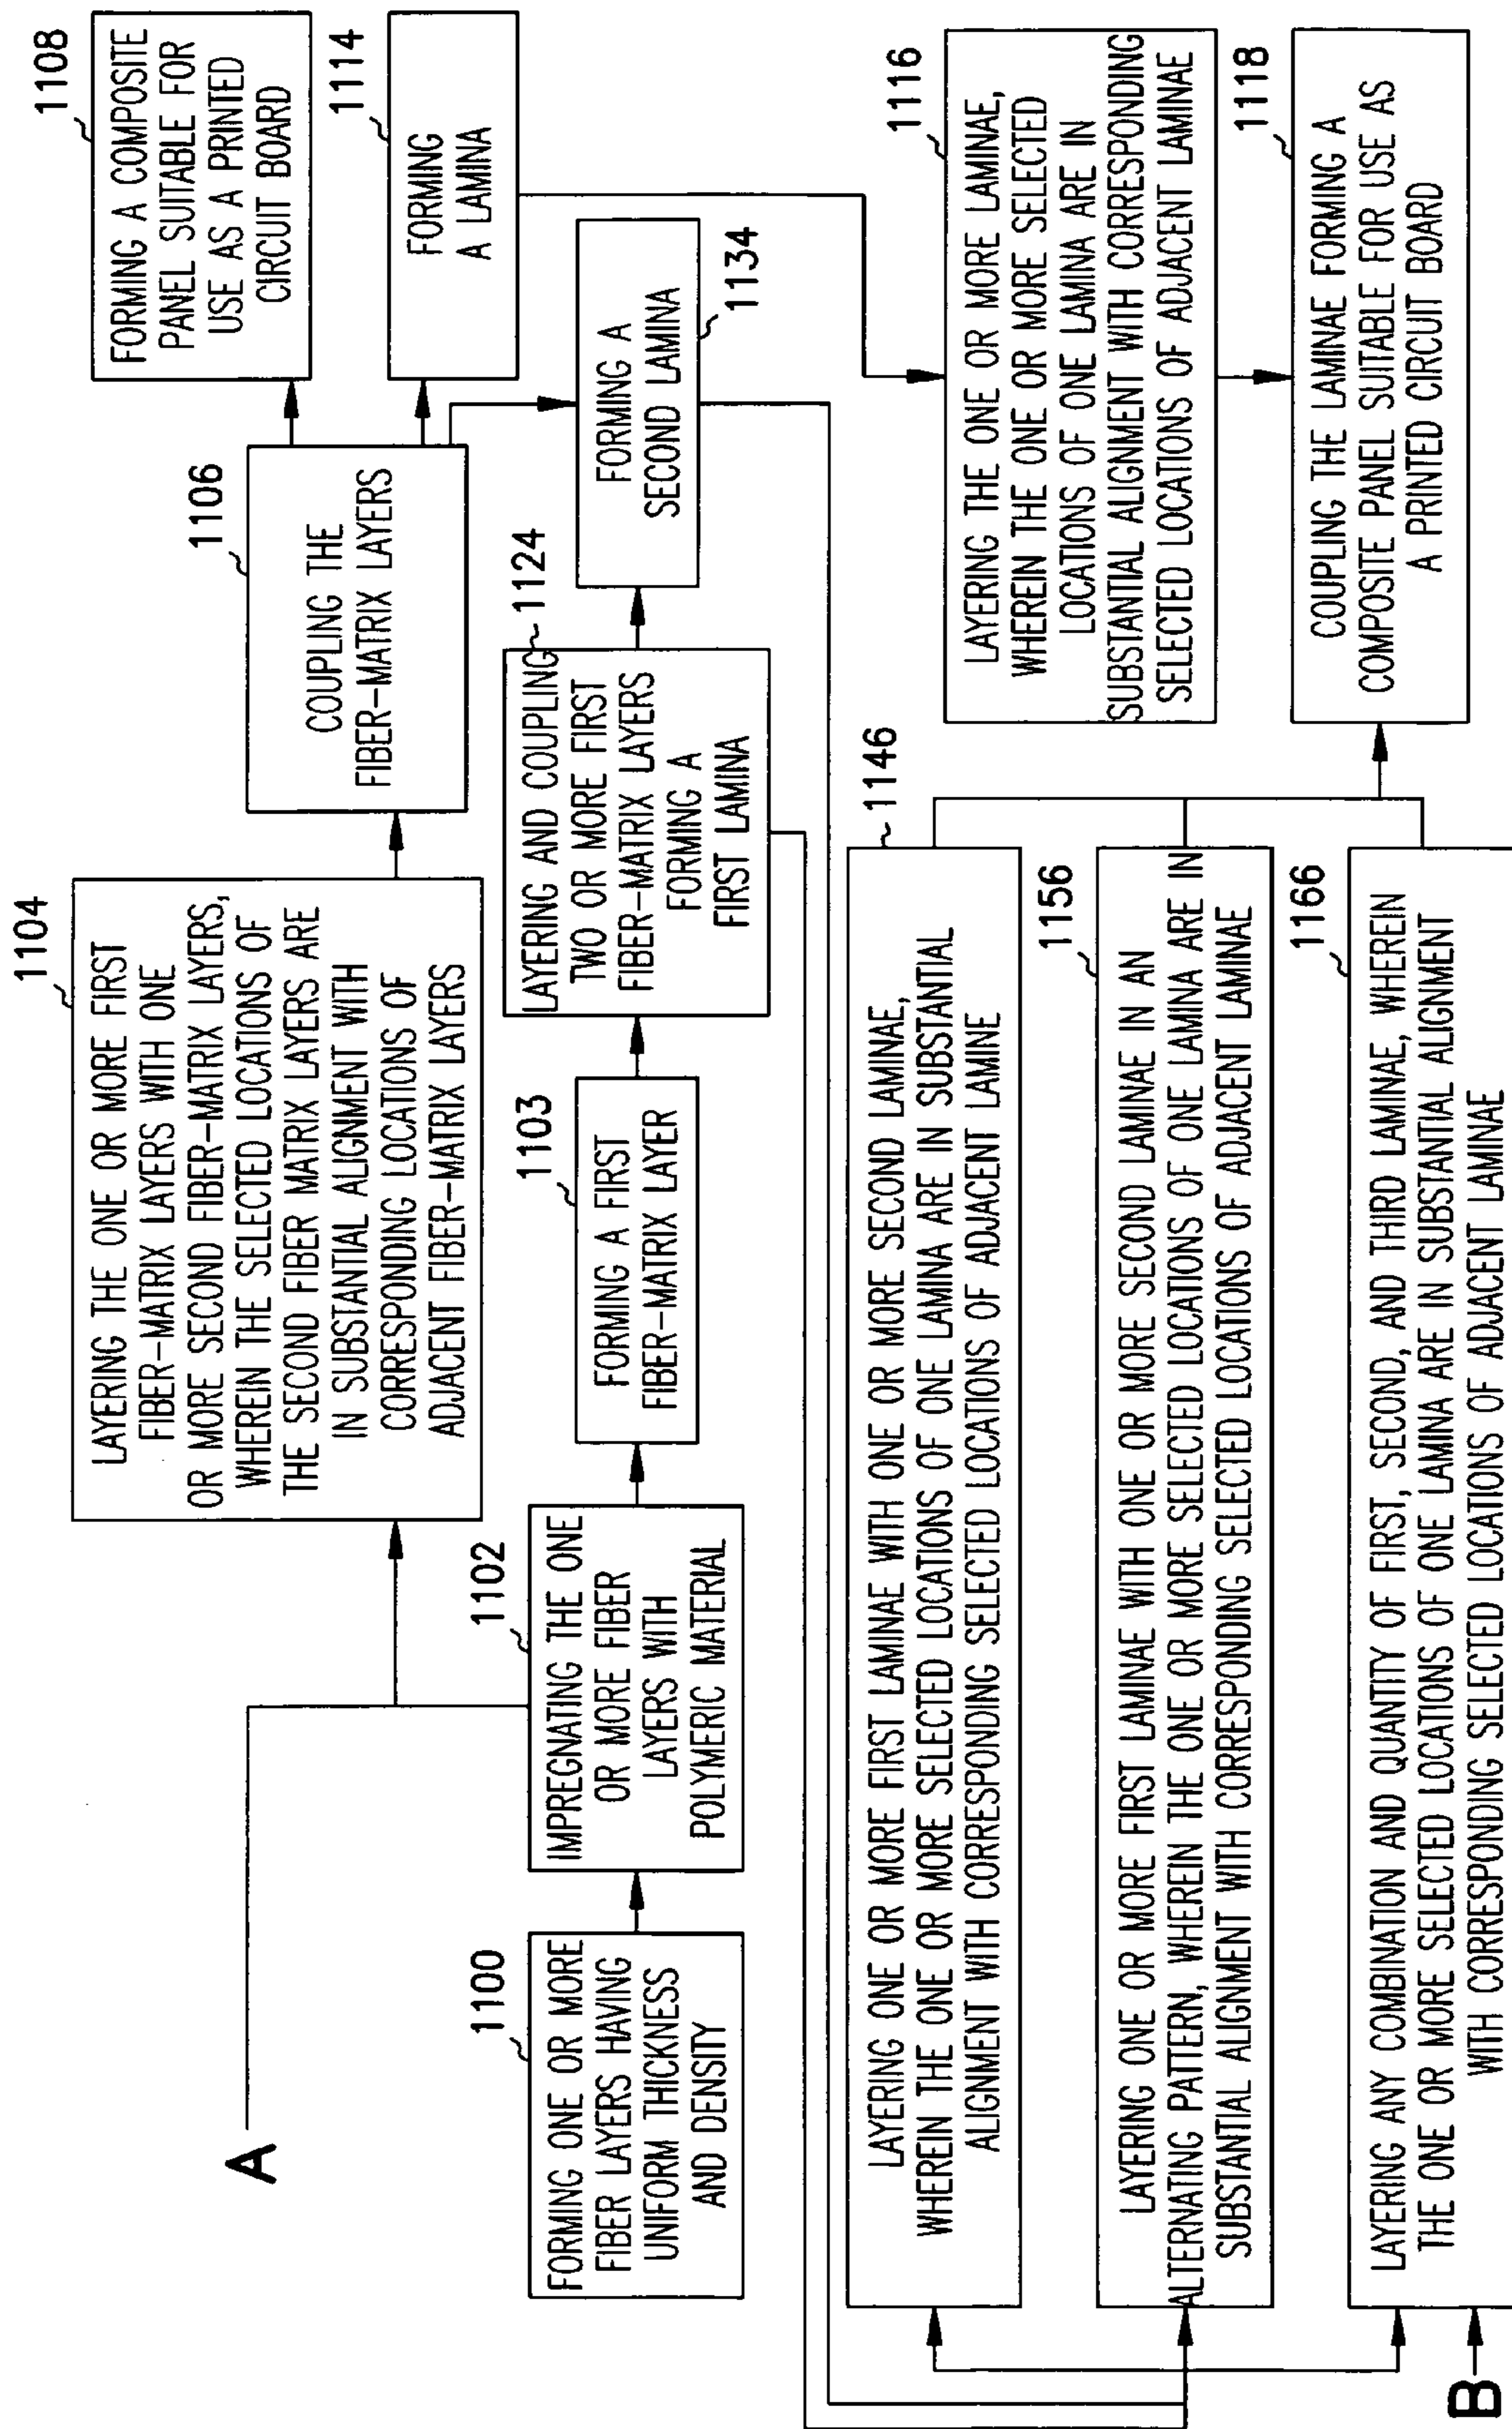 A
1100
FORMING ONE OR MORE
FIBER LAYERS HAVING
UNIFORM THICKNESS
AND DENSITY
1102
IMPREGNATING THE ONE
OR MORE FIBER
LAYERS WITH
POLYMERIC MATERIAL
1104
LAYERING THE ONE OR MORE FIRST
FIBER-MATRIX LAYERS WITH ONE
OR MORE SECOND FIBER-MATRIX LAYERS,
WHEREIN THE SELECTED LOCATIONS OF
THE SECOND FIBER MATRIX LAYERS ARE
IN SUBSTANTIAL ALIGNMENT WITH
CORRESPONDING LOCATIONS OF
ADJACENT FIBER-MATRIX LAYERS
1106
COUPLING THE
FIBER-MATRIX LAYERS
1108
FORMING A COMPOSITE
PANEL SUITABLE FOR
USE AS A PRINTED
CIRCUIT BOARD
1114
FORMING
A LAMINA
1103
FORMING A FIRST
FIBER-MATRIX LAYER
1124
LAYERING AND COUPLING
TWO OR MORE FIRST
FIBER-MATRIX LAYERS
FORMING A
FIRST LAMINA
1134
FORMING A
SECOND LAMINA
1146
LAYERING ONE OR MORE FIRST LAMINAE WITH ONE OR MORE SECOND LAMINAE,
WHEREIN THE ONE OR MORE SELECTED LOCATIONS OF ONE LAMINA ARE IN SUBSTANTIAL
ALIGNMENT WITH CORRESPONDING SELECTED LOCATIONS OF ADJACENT LAMINE
1156
LAYERING ONE OR MORE FIRST LAMINAE WITH ONE OR MORE SECOND LAMINAE IN AN
ALTERNATING PATTERN, WHEREIN THE ONE OR MORE SELECTED LOCATIONS OF ONE LAMINA ARE IN
SUBSTANTIAL ALIGNMENT WITH CORRESPONDING SELECTED LOCATIONS OF ADJACENT LAMINAE
1166
LAYERING ANY COMBINATION AND QUANTITY OF FIRST, SECOND, AND THIRD LAMINAE, WHEREIN
THE ONE OR MORE SELECTED LOCATIONS OF ONE LAMINA ARE IN SUBSTANTIAL ALIGNMENT
WITH CORRESPONDING SELECTED LOCATIONS OF ADJACENT LAMINAE
B
1116
LAYERING THE ONE OR MORE LAMINAE,
WHEREIN THE ONE OR MORE SELECTED
LOCATIONS OF ONE LAMINA ARE IN
SUBSTANTIAL ALIGNMENT WITH CORRESPONDING
SELECTED LOCATIONS OF ADJACENT LAMINAE
1118
COUPLING THE LAMINAE FORMING A
COMPOSITE PANEL SUITABLE FOR USE AS
A PRINTED CIRCUIT BOARD